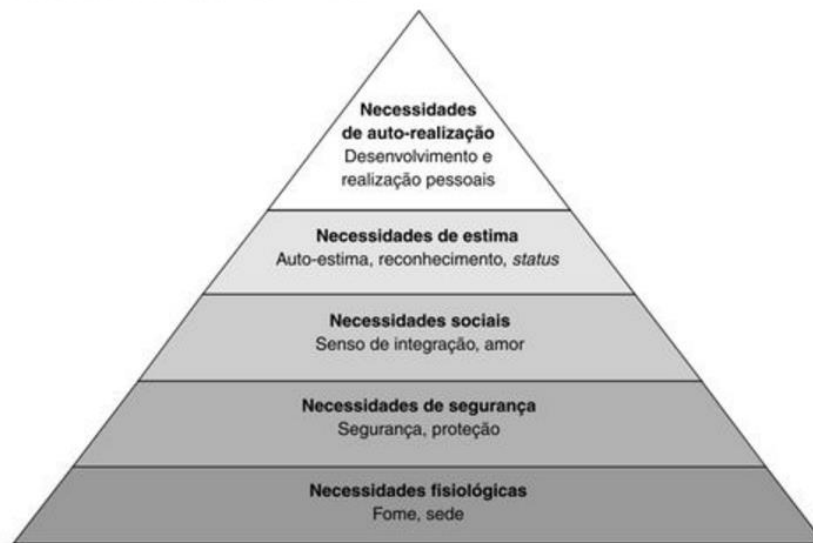 Necessidades
de auto-realização
Desenvolvimento e
realização pessoais
Necessidades de estima
Auto-estima, reconhecimento, status
Necessidades sociais
Senso de integração, amor
Necessidades de segurança
Segurança, proteção
Necessidades fisiológicas
Fome, sede